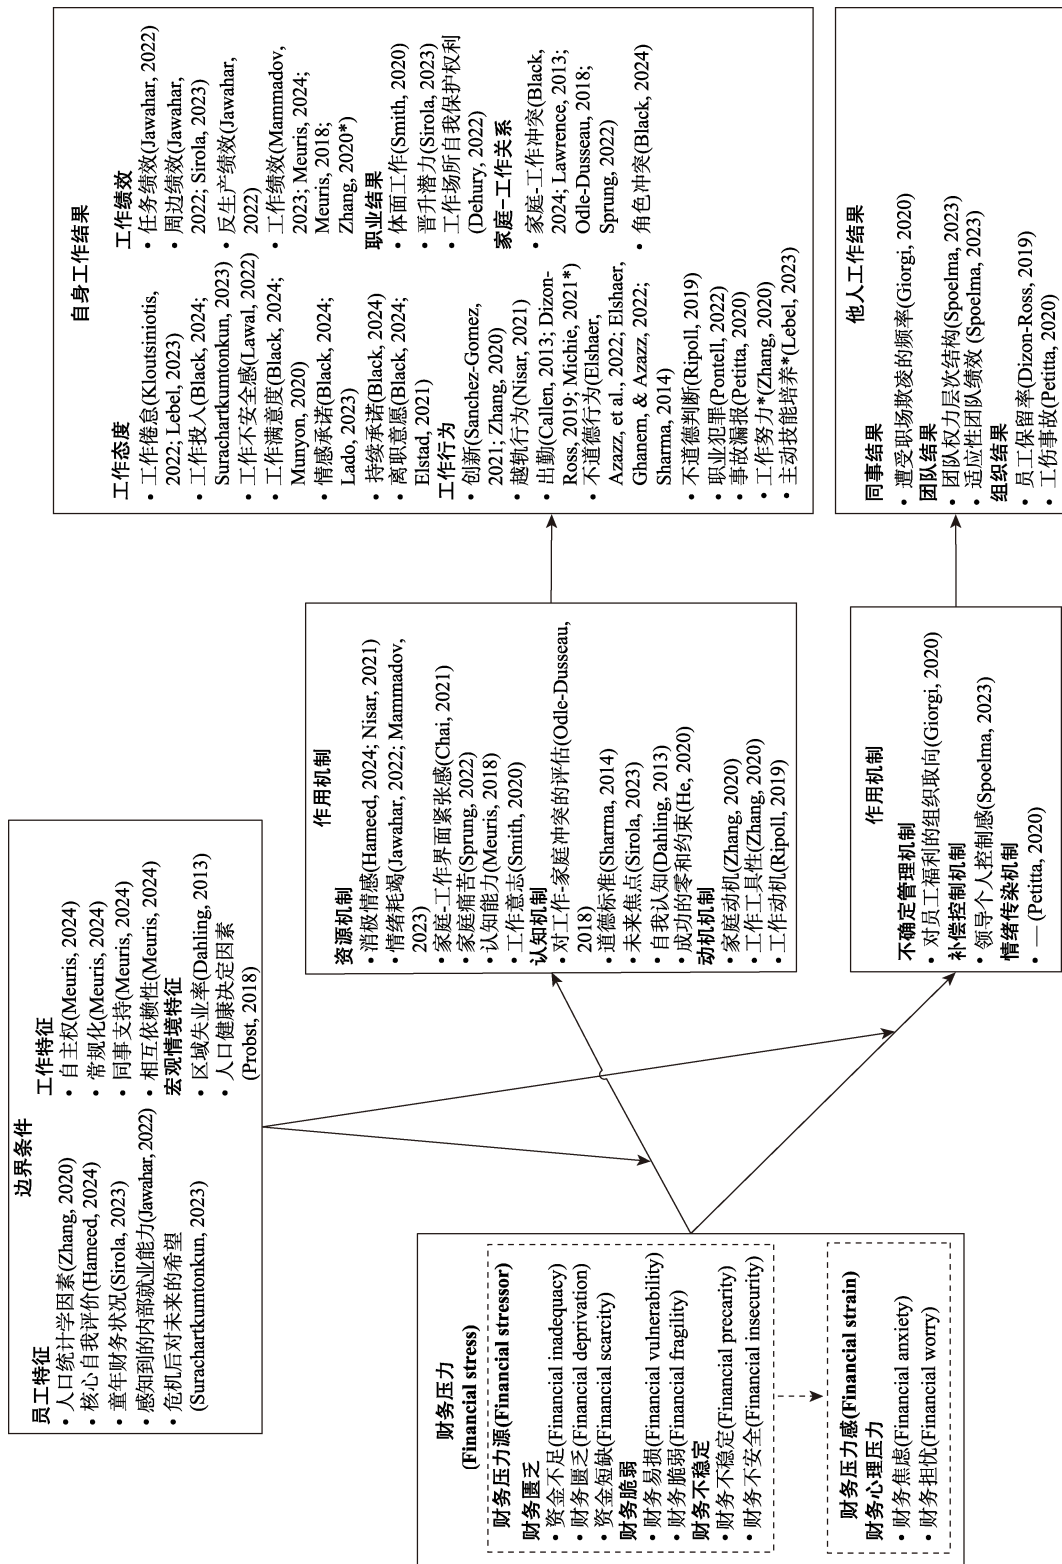 边界条件
员工特征
• 人口统计学因素(Zhang, 2020)
• 核心自我评价(Hameed, 2024)
• 童年财务状况(Sirola, 2023)
• 感知到的内部就业能力(Jawahar, 2022)
• 危机后对未来的希望
(Surachartkumtonkun, 2023)
工作特征
• 自主权(Meuris, 2024)
• 常规化(Meuris, 2024)
• 同事支持(Meuris, 2024)
• 相互依赖性(Meuris, 2024)
宏观情境特征
• 区域失业率(Dahling, 2013)
• 人口健康决定因素
(Probst, 2018)
财务压力
(Financial stress)
财务压力源(Financial stressor)
财务匮乏
• 资金不足(Financial inadequacy)
• 财务匮乏(Financial deprivation)
• 资金短缺(Financial scarcity)
财务脆弱
• 财务易损(Financial vulnerability)
• 财务脆弱(Financial fragility)
财务不稳定
• 财务不稳定(Financial precarity)
• 财务不安全(Financial insecurity)
财务压力感(Financial strain)
财务心理压力
• 财务焦虑(Financial anxiety)
• 财务担忧(Financial worry)
作用机制
资源机制
• 消极情感(Hameed, 2024; Nisar, 2021)
• 情绪耗竭(Jawahar, 2022; Mammadov,
2023)
• 家庭-工作界面紧张感(Chai, 2021)
• 家庭痛苦(Sprung, 2022)
• 认知能力(Meuris, 2018)
• 工作意志(Smith, 2020)
认知机制
• 对工作-家庭冲突的评估(Odle-Dusseau,
2018)
• 道德标准(Sharma, 2014)
• 未来焦点(Sirola, 2023)
• 自我认知(Dahling, 2013)
• 成功的零和约束(He, 2020)
动机机制
• 家庭动机(Zhang, 2020)
• 工作工具性(Zhang, 2020)
• 工作动机(Ripoll, 2019)
作用机制
不确定管理机制
• 对员工福利的组织取向(Giorgi, 2020)
补偿控制机制
• 领导个人控制感(Spoelma, 2023)
情绪传染机制
• —(Petitta, 2020)
自身工作结果
工作态度
• 工作倦怠(Kloutsiniotis,
2022; Lebel, 2023)
• 工作投入(Black, 2024;
Surachartkumtonkun, 2023)
• 工作不安全感(Lawal, 2022)
• 工作满意度(Black, 2024;
Munyon, 2020)
• 情感承诺(Black, 2024;
Lado, 2023)
• 持续承诺(Black, 2024)
• 离职意愿(Black, 2024;
Elstad, 2021)
工作行为
• 创新(Sanchez-Gomez,
2021; Zhang, 2020)
• 越轨行为(Nisar, 2021)
• 出勤(Callen, 2013; Dizon-
Ross, 2019; Michie, 2021*)
• 不道德行为(Elshaer,
Azazz, et al., 2022; Elshaer,
Ghanem, & Azazz, 2022;
Sharma, 2014)
• 不道德判断(Ripoll, 2019)
• 职业犯罪(Pontell, 2022)
• 事故漏报(Petitta, 2020)
• 工作努力*(Zhang, 2020)
• 主动技能培养*(Lebel, 2023)
工作绩效
• 任务绩效(Jawahar, 2022)
• 周边绩效(Jawahar,
2022; Sirola, 2023)
• 反生产绩效(Jawahar,
2022)
• 工作绩效(Mammadov,
2023; Meuris, 2024;
Meuris, 2018;
Zhang, 2020*)
职业结果
• 体面工作(Smith, 2020)
• 晋升潜力(Sirola, 2023)
• 工作场所自我保护权利
(Dehury, 2022)
家庭–工作关系
• 家庭-工作冲突(Black,
2024; Lawrence, 2013;
Odle-Dusseau, 2018;
Sprung, 2022)
• 角色冲突(Black, 2024)
他人工作结果
同事结果
• 遭受职场欺凌的频率(Giorgi, 2020)
团队结果
• 团队权力层次结构(Spoelma, 2023)
• 适应性团队绩效 (Spoelma, 2023)
组织结果
• 员工保留率(Dizon-Ross, 2019)
• 工伤事故(Petitta, 2020)